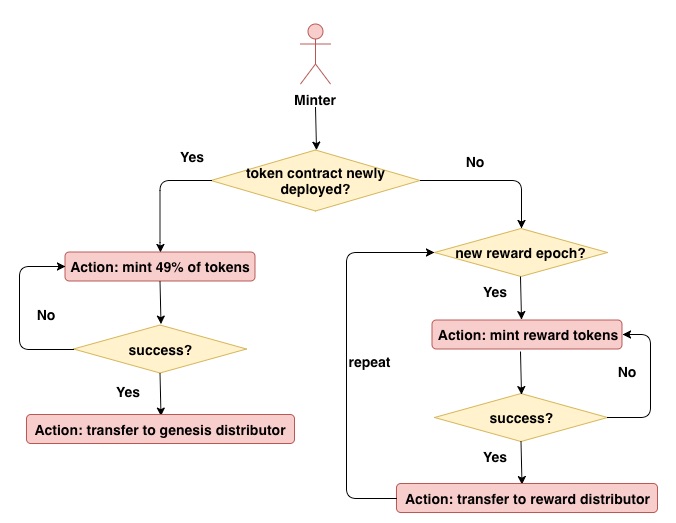 Minter
Yes
No
token contract newly
deployed?
new reward epoch?
Action: mint 49% of tokens
Yes
No
Action: mint reward tokens
success?
repeat
No
Yes
success?
Action: transfer to genesis distributor
Yes
Action: transfer to reward distributor